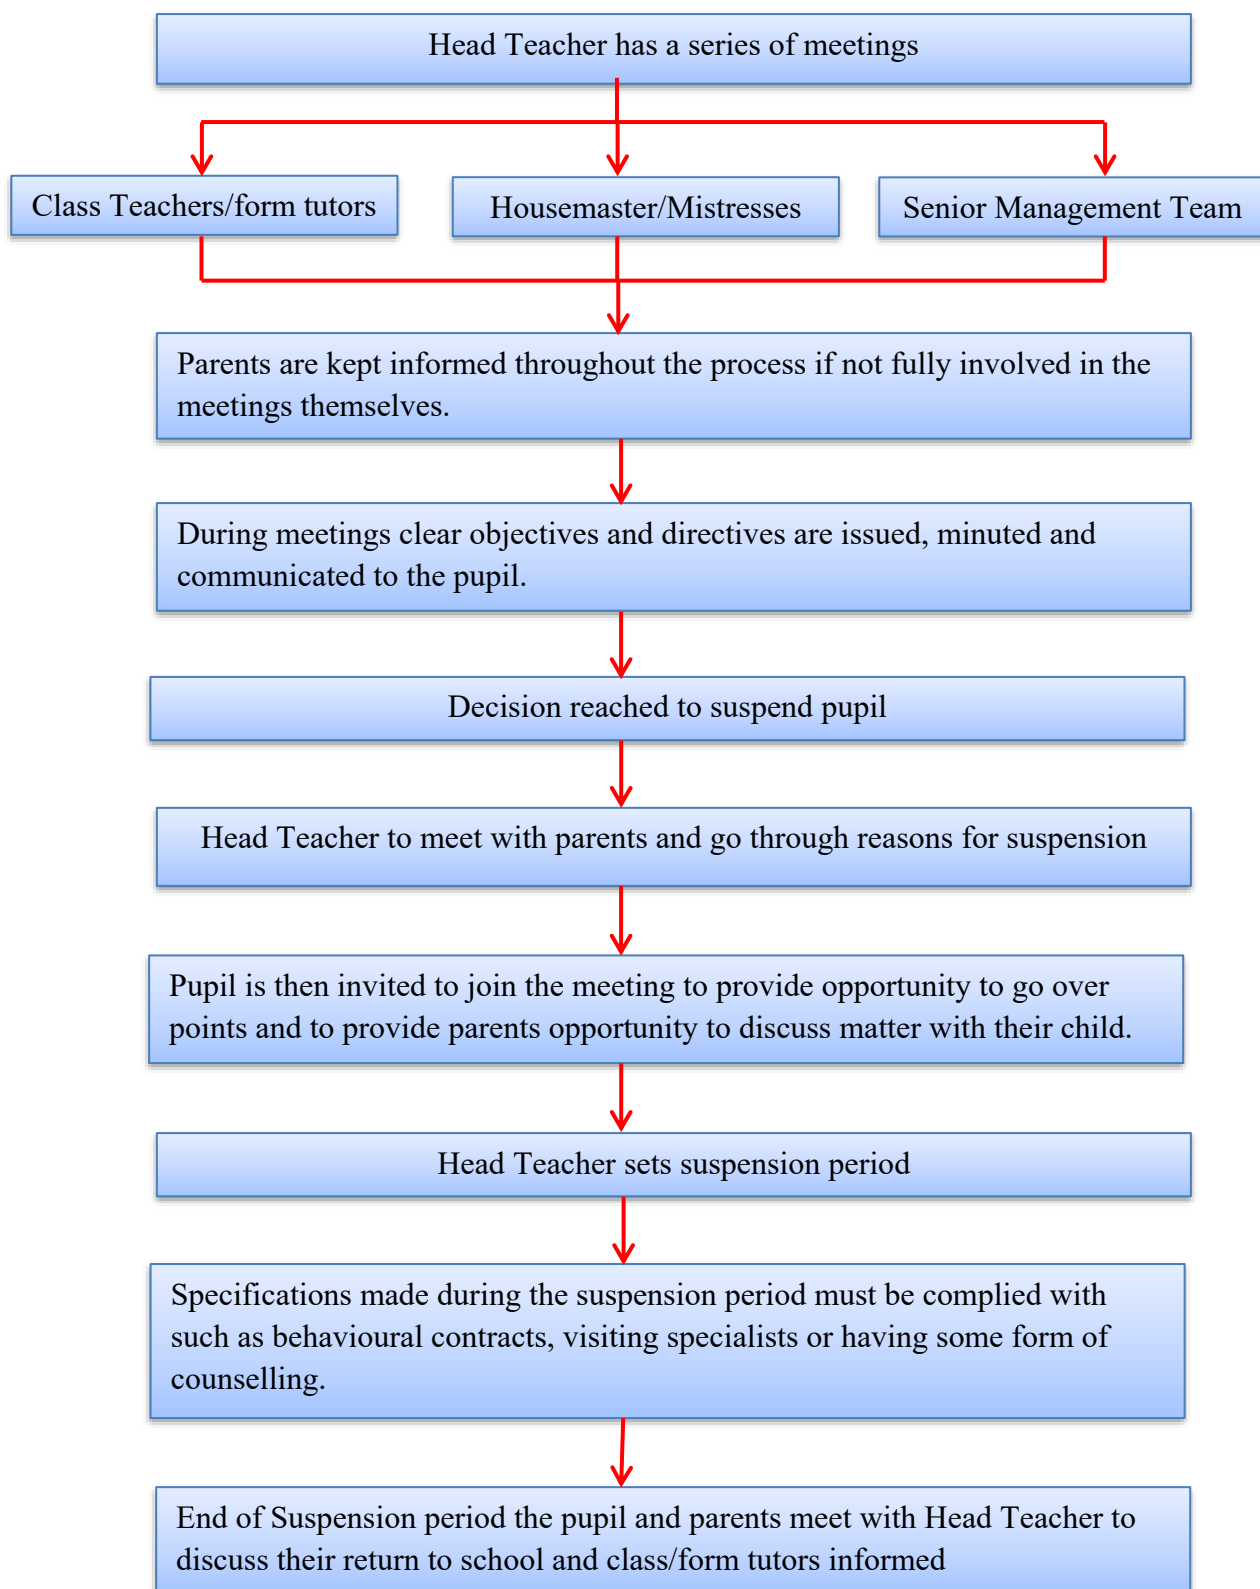 Head Teacher has a series of meetings
Class Teachers/form tutors
Housemaster/Mistresses
Senior Management Team
Parents are kept informed throughout the process if not fully involved in the
meetings themselves.
During meetings clear objectives and directives are issued, minuted and
communicated to the pupil.
Decision reached to suspend pupil
Head Teacher to meet with parents and go through reasons for suspension
Pupil is then invited to join the meeting to provide opportunity to go over
points and to provide parents opportunity to discuss matter with their child.
Head Teacher sets suspension period
Specifications made during the suspension period must be complied with
such as behavioural contracts, visiting specialists or having some form of
counselling.
End of Suspension period the pupil and parents meet with Head Teacher to
discuss their return to school and class/form tutors informed